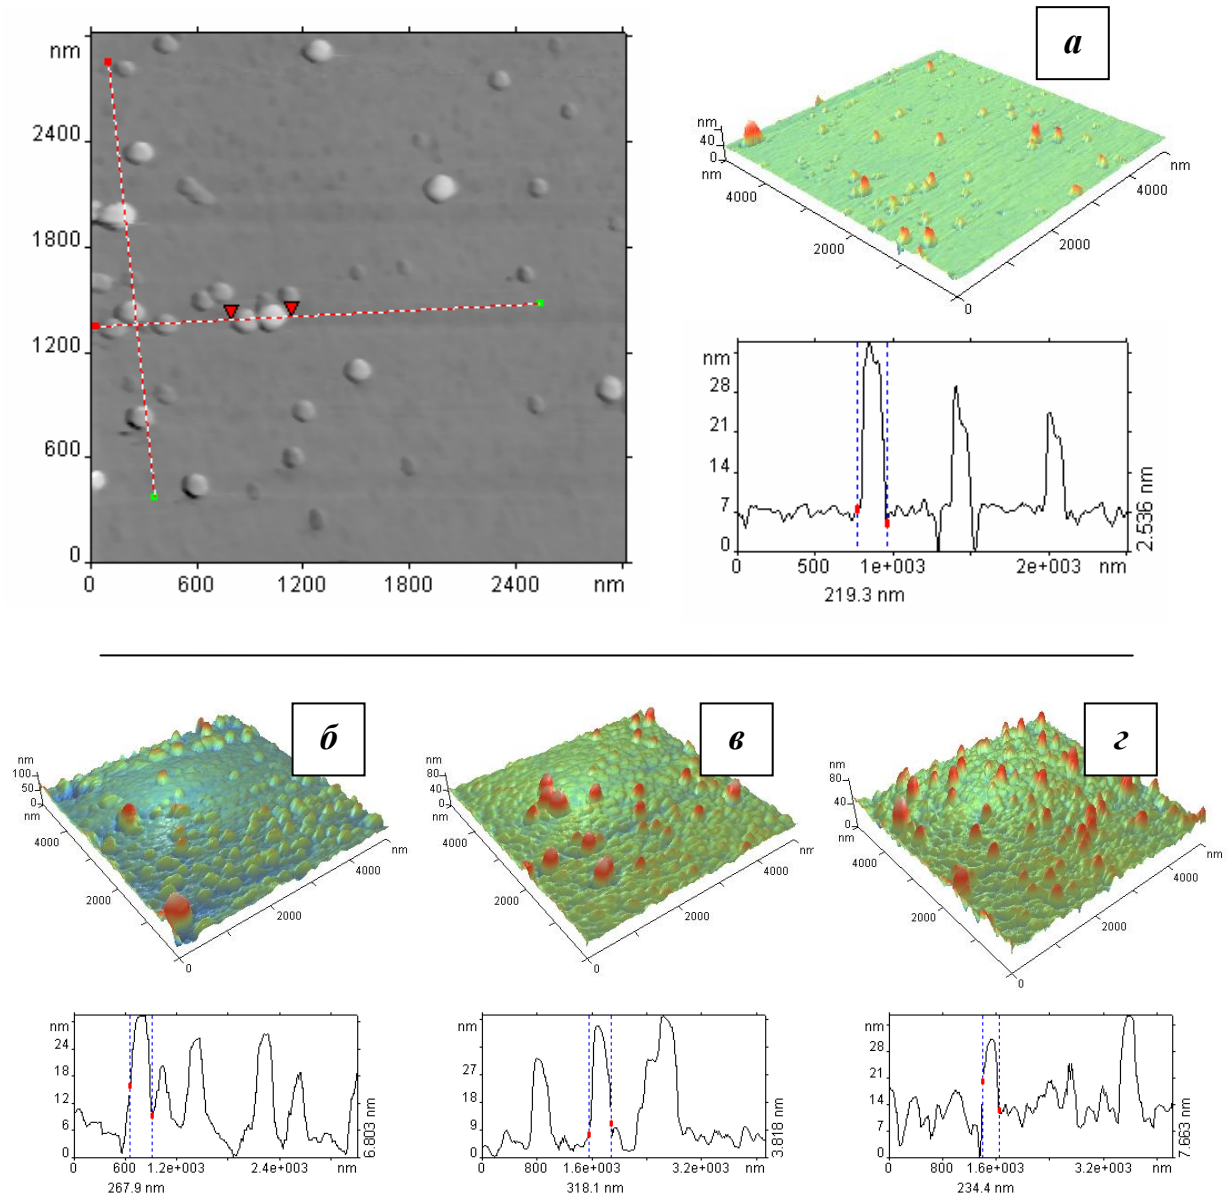 nm
2400
1800
1200
600
0
0 600 1200 1800 2400 nm
а
nm
40
0
nm
4000
2000
0
2000
4000
nm
nm
28
21
14
7
0
0 500 1e+003 2e+003 nm
219.3 nm
2.536 nm
б
nm
100
50
0
nm
4000
2000
0
2000
4000
nm
в
nm
80
40
0
nm
4000
2000
0
2000
4000
nm
г
nm
80
40
0
nm
4000
2000
0
2000
4000
nm
nm
24
18
12
6
0
0 600 1.2e+003 2.4e+003 nm
267.9 nm
6.803 nm
nm
27
18
9
0
0 800 1.6e+003 3.2e+003 nm
318.1 nm
3.818 nm
nm
28
21
14
7
0
0 800 1.6e+003 3.2e+003 nm
234.4 nm
7.663 nm